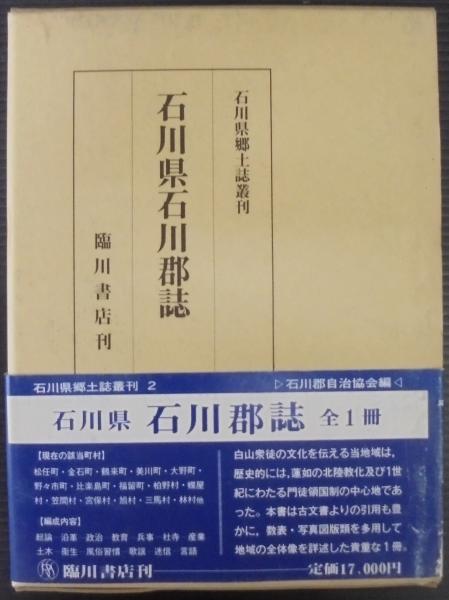 石川県郷土誌叢刊
石川県石川郡誌
臨川書店刊
石川県郷土誌叢刊 2
▷石川郡自治協会編◁
石川県 石川郡誌 全1冊
【現在の該当町村】
松任町・金石町・鶴来町・美川町・大野町・
野々市町・比楽島町・福留町・柏野村・蝶屋
村・笠間村・宮保村・旭村・三馬村・林村他
【編成内容】
総論・沿革・政治・教育・兵事・社寺・産業
土木・衛生・風俗習慣・歌謡・迷信・言語
臨川書店刊
白山衆徒の文化を伝える当地域は,
歴史的には,蓮如の北陸教化及び1世
紀にわたる門徒領国制の中心地であ
った。本書は古文書よりの引用も豊
かに,数表・写真図版類を多用して
地域の全体像を詳述した貴重な1冊。
定価17,000円